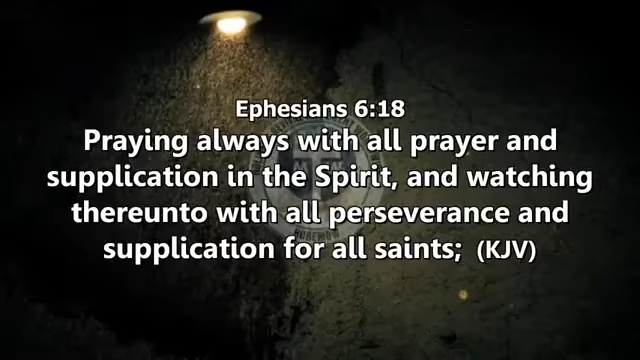 Ephesians 6:18
Praying always with all prayer and
supplication in the Spirit, and watching
thereunto with all perseverance and
supplication for all saints; (KJV)